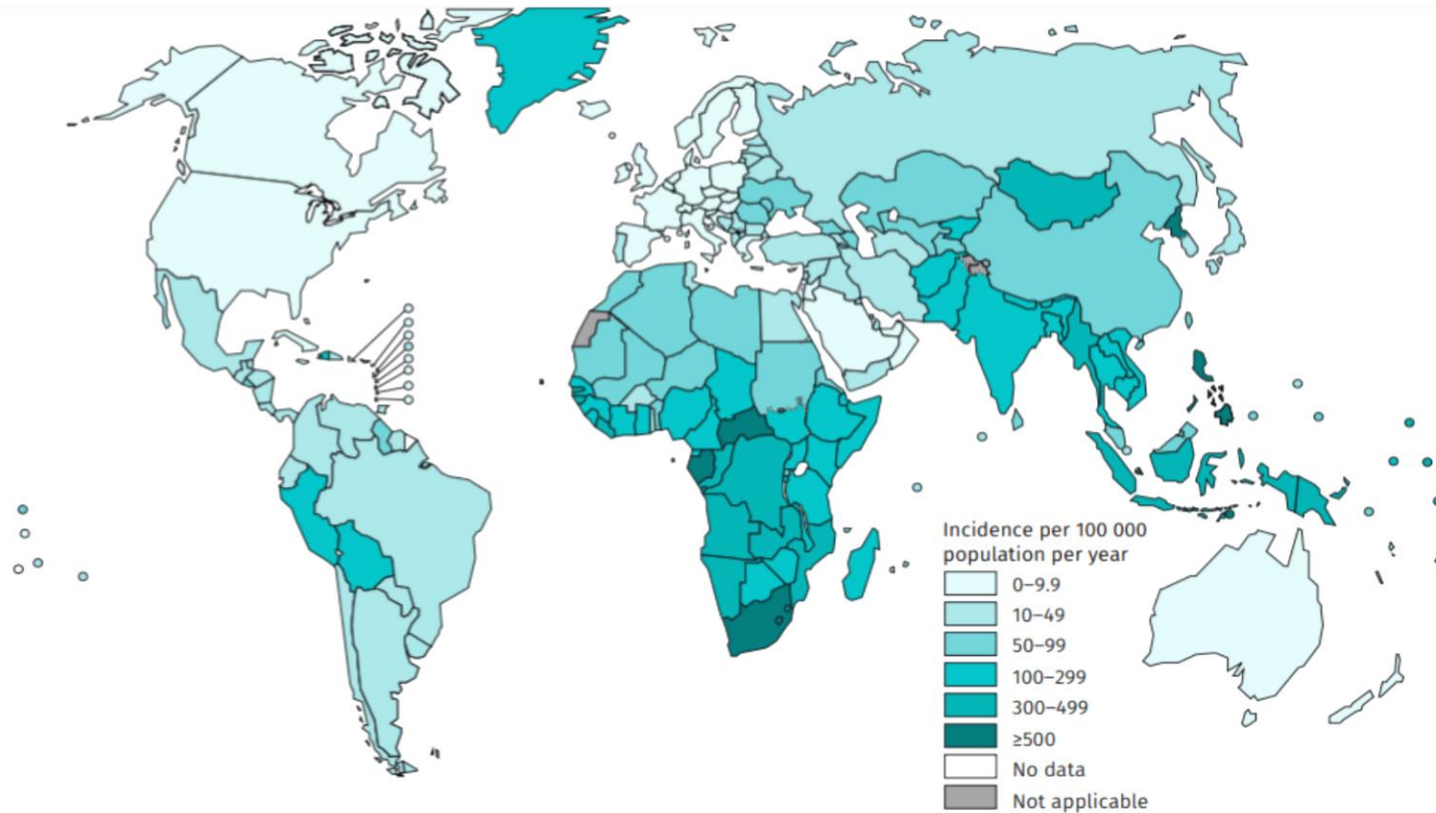 Incidence per 100 000
population per year
0–9.9
10–49
50–99
100–299
300–499
≥500
No data
Not applicable